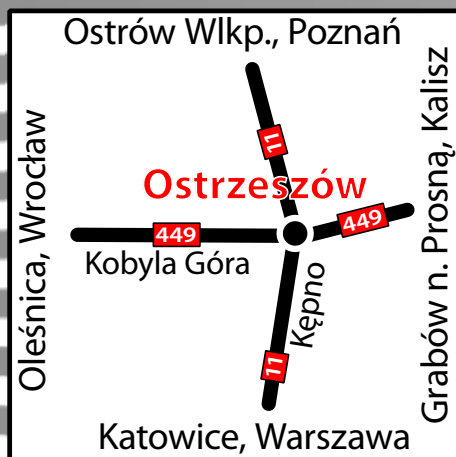 Ostrów Wlkp., Poznań
11
Ostrzeszów
449
449
Kobyla Góra
Kępno
11
Katowice, Warszawa
Oleśnica, Wrocław
Grabów n. Prosną, Kalisz